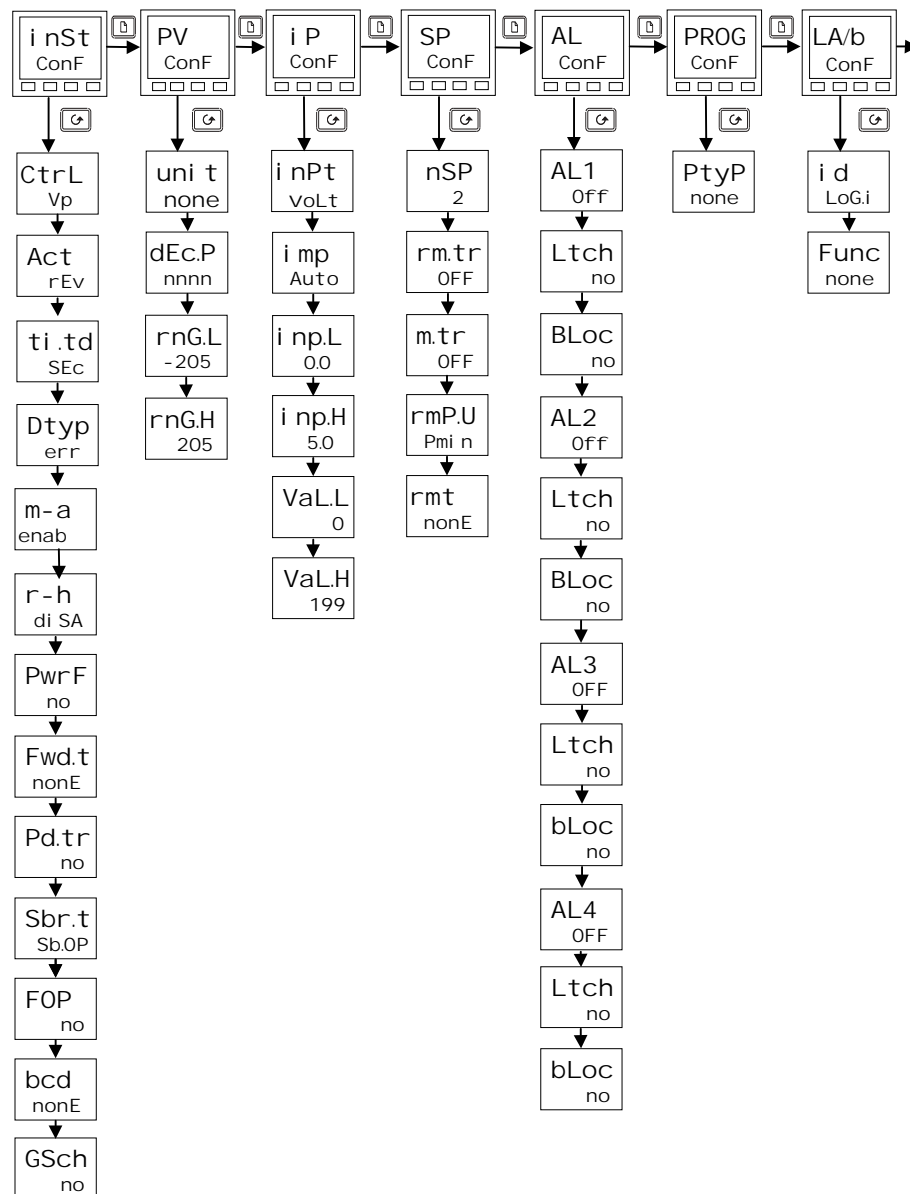 inSt
ConF
CtrL
Vp
Act
rEv
ti.td
SEc
Dtyp
err
m-a
enab
r-h
diSA
PwrF
no
Fwd.t
nonE
Pd.tr
no
Sbr.t
Sb.OP
FOP
no
bcd
nonE
GSch
no
PV
ConF
unit
none
dEc.P
nnnn
rnG.L
-205
rnG.H
205
iP
ConF
inPt
voLt
imp
Auto
inp.L
0.0
inp.H
5.0
VaL.L
0
VaL.H
199
SP
ConF
nSP
2
rm.tr
OFF
m.tr
OFF
rmP.U
Pmin
rmt
nonE
AL
ConF
AL1
Off
Ltch
no
BLoc
no
AL2
Off
Ltch
no
BLoc
no
AL3
OFF
Ltch
no
bLoc
no
AL4
OFF
Ltch
no
bLoc
no
PROG
ConF
PtyP
none
LA/b
ConF
id
LoG.i
Func
none